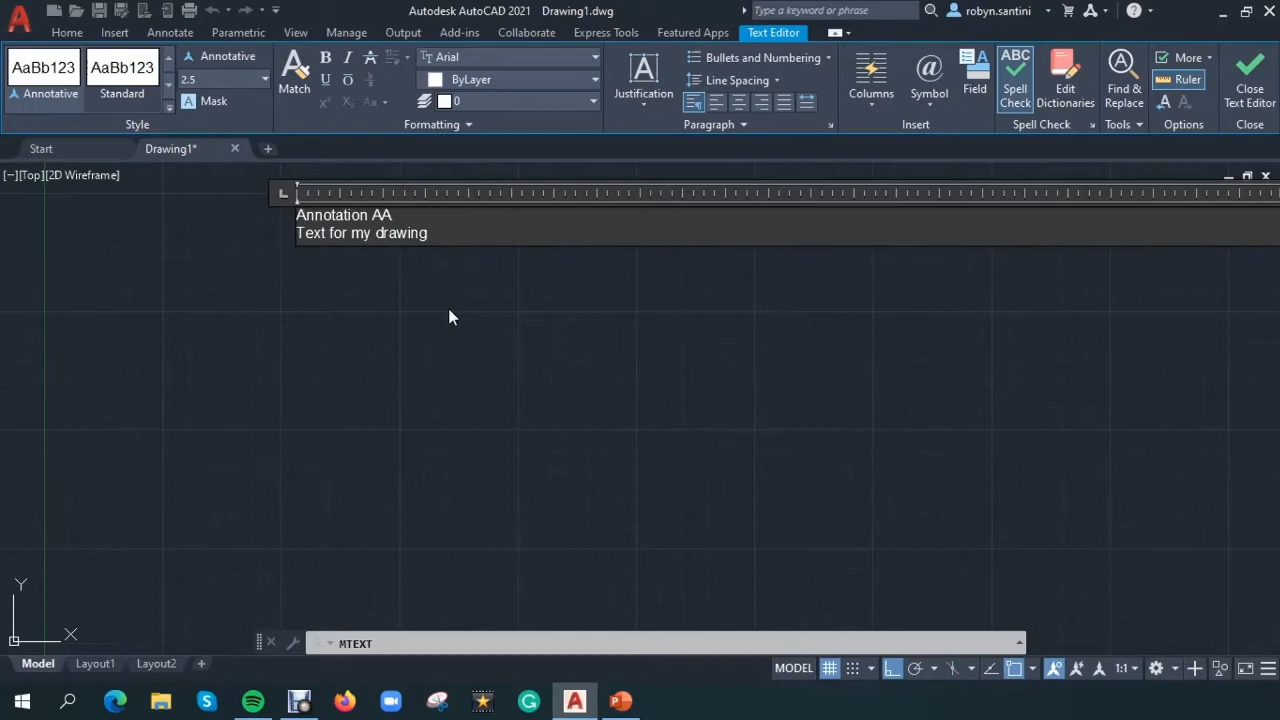 Autodesk AutoCAD 2021 Drawing1.dwg
Type a keyword or phrase
robyn.santini
Home Insert Annotate Parametric View Manage Output Add-ins Collaborate Express Tools Featured Apps Text Editor
AaBb123 AaBb123
Annotative Standard
Annotative
2.5
Mask
Style
Match
Arial
ByLayer
0
Formatting
Justification
Bullets and Numbering
Line Spacing
Paragraph
Columns
Symbol
Field
Insert
ABC
Spell
Check
Edit
Dictionaries
Spell Check
Find &
Replace
Tools
More
Ruler
Options
Close
Text Editor
Close
Start Drawing1*
[−][Top][2D Wireframe]
Annotation AA
Text for my drawing
Y
X
MTEXT
Model Layout1 Layout2
MODEL 1:1